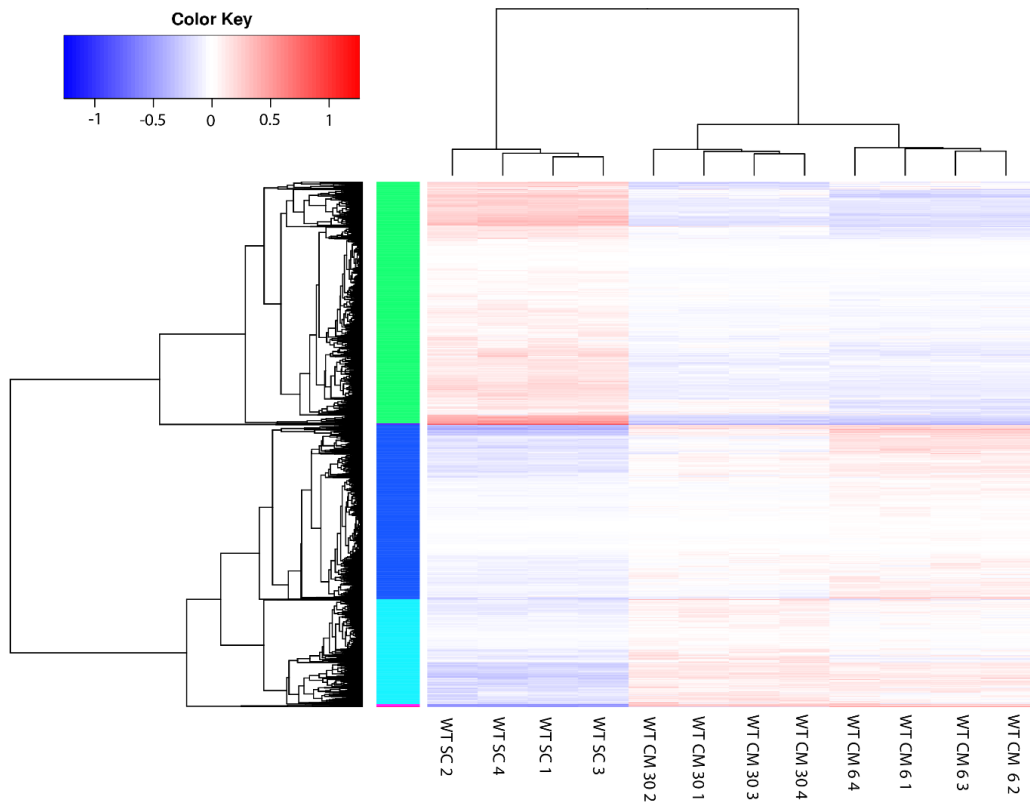 Color Key
-1 -0.5 0 0.5 1
WT SC 2
WT SC 4
WT SC 1
WT SC 3
WT CM 30 2
WT CM 30 1
WT CM 30 3
WT CM 30 4
WT CM 6 4
WT CM 6 1
WT CM 6 3
WT CM 6 2